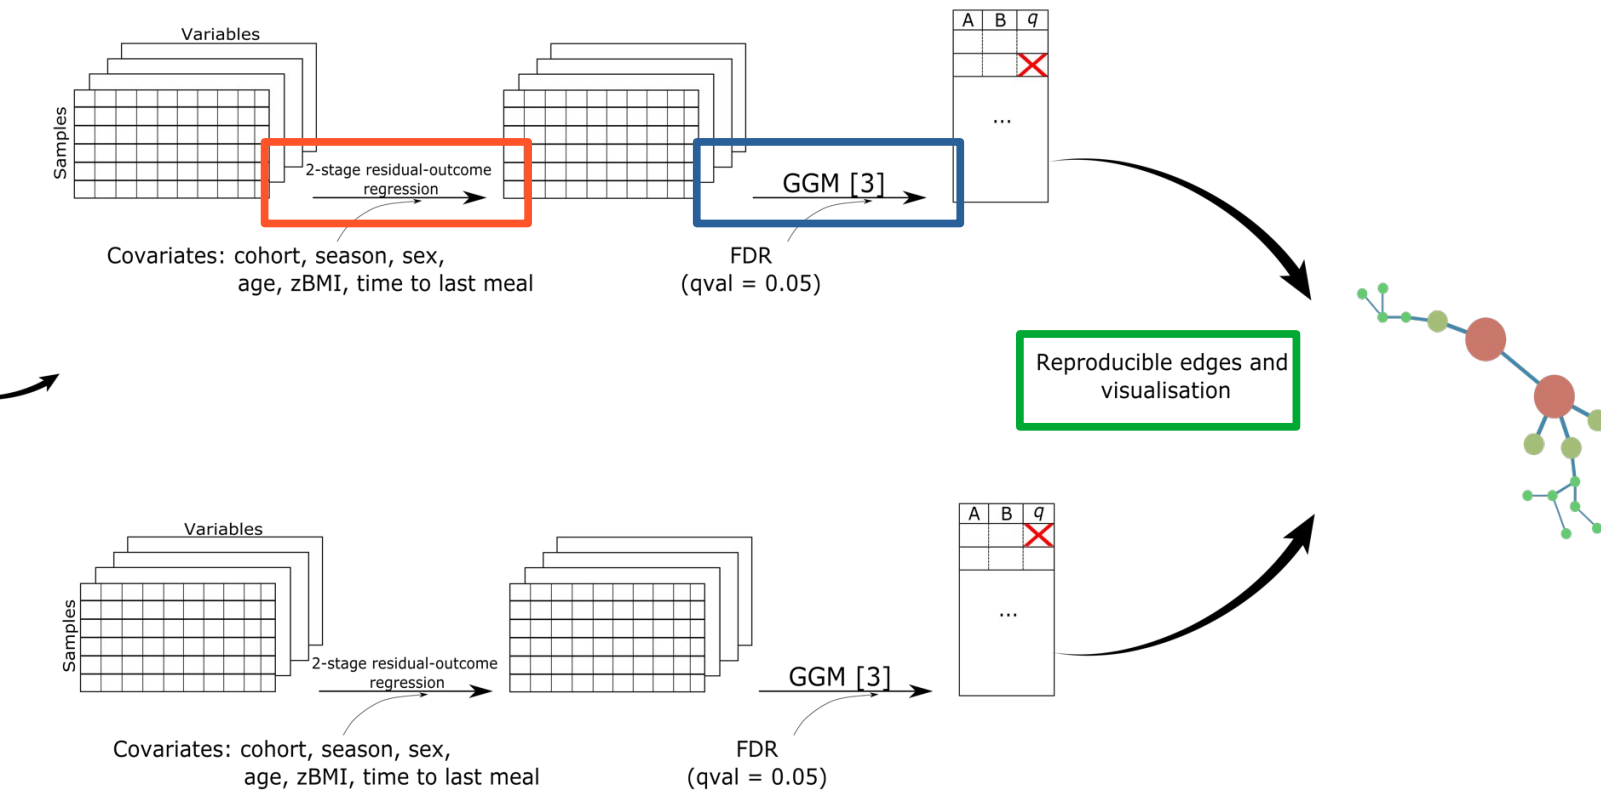 Variables
Samples
2-stage residual-outcome
regression
Covariates: cohort, season, sex,
age, zBMI, time to last meal
GGM [3]
FDR
(qval = 0.05)
A B q
...
Reproducible edges and
visualisation
Variables
Samples
2-stage residual-outcome
regression
Covariates: cohort, season, sex,
age, zBMI, time to last meal
GGM [3]
FDR
(qval = 0.05)
A B q
...